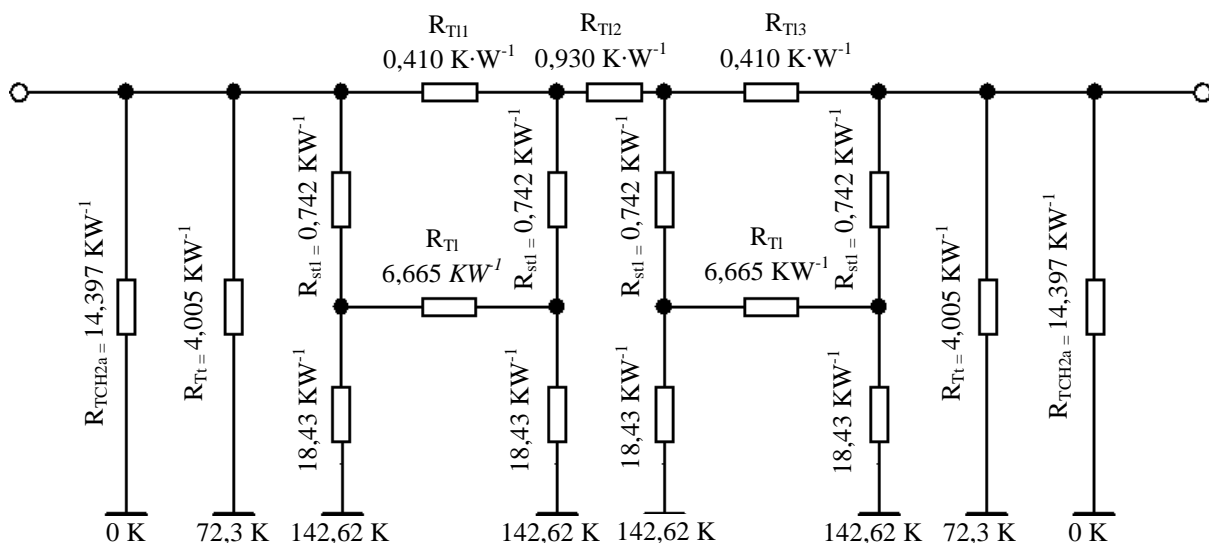 R_Tl1
0,410 K·W⁻¹
R_Tl2
0,930 K·W⁻¹
R_Tl3
0,410 K·W⁻¹
R_TCH2a = 14,397 KW⁻¹
R_Tt = 4,005 KW⁻¹
R_stl = 0,742 KW⁻¹
R_stl = 0,742 KW⁻¹
R_stl = 0,742 KW⁻¹
R_stl = 0,742 KW⁻¹
R_Tl
6,665 KW⁻¹
R_Tl
6,665 KW⁻¹
18,43 KW⁻¹
18,43 KW⁻¹
18,43 KW⁻¹
18,43 KW⁻¹
R_Tt = 4,005 KW⁻¹
R_TCH2a = 14,397 KW⁻¹
0 K
72,3 K
142,62 K
142,62 K
142,62 K
142,62 K
72,3 K
0 K